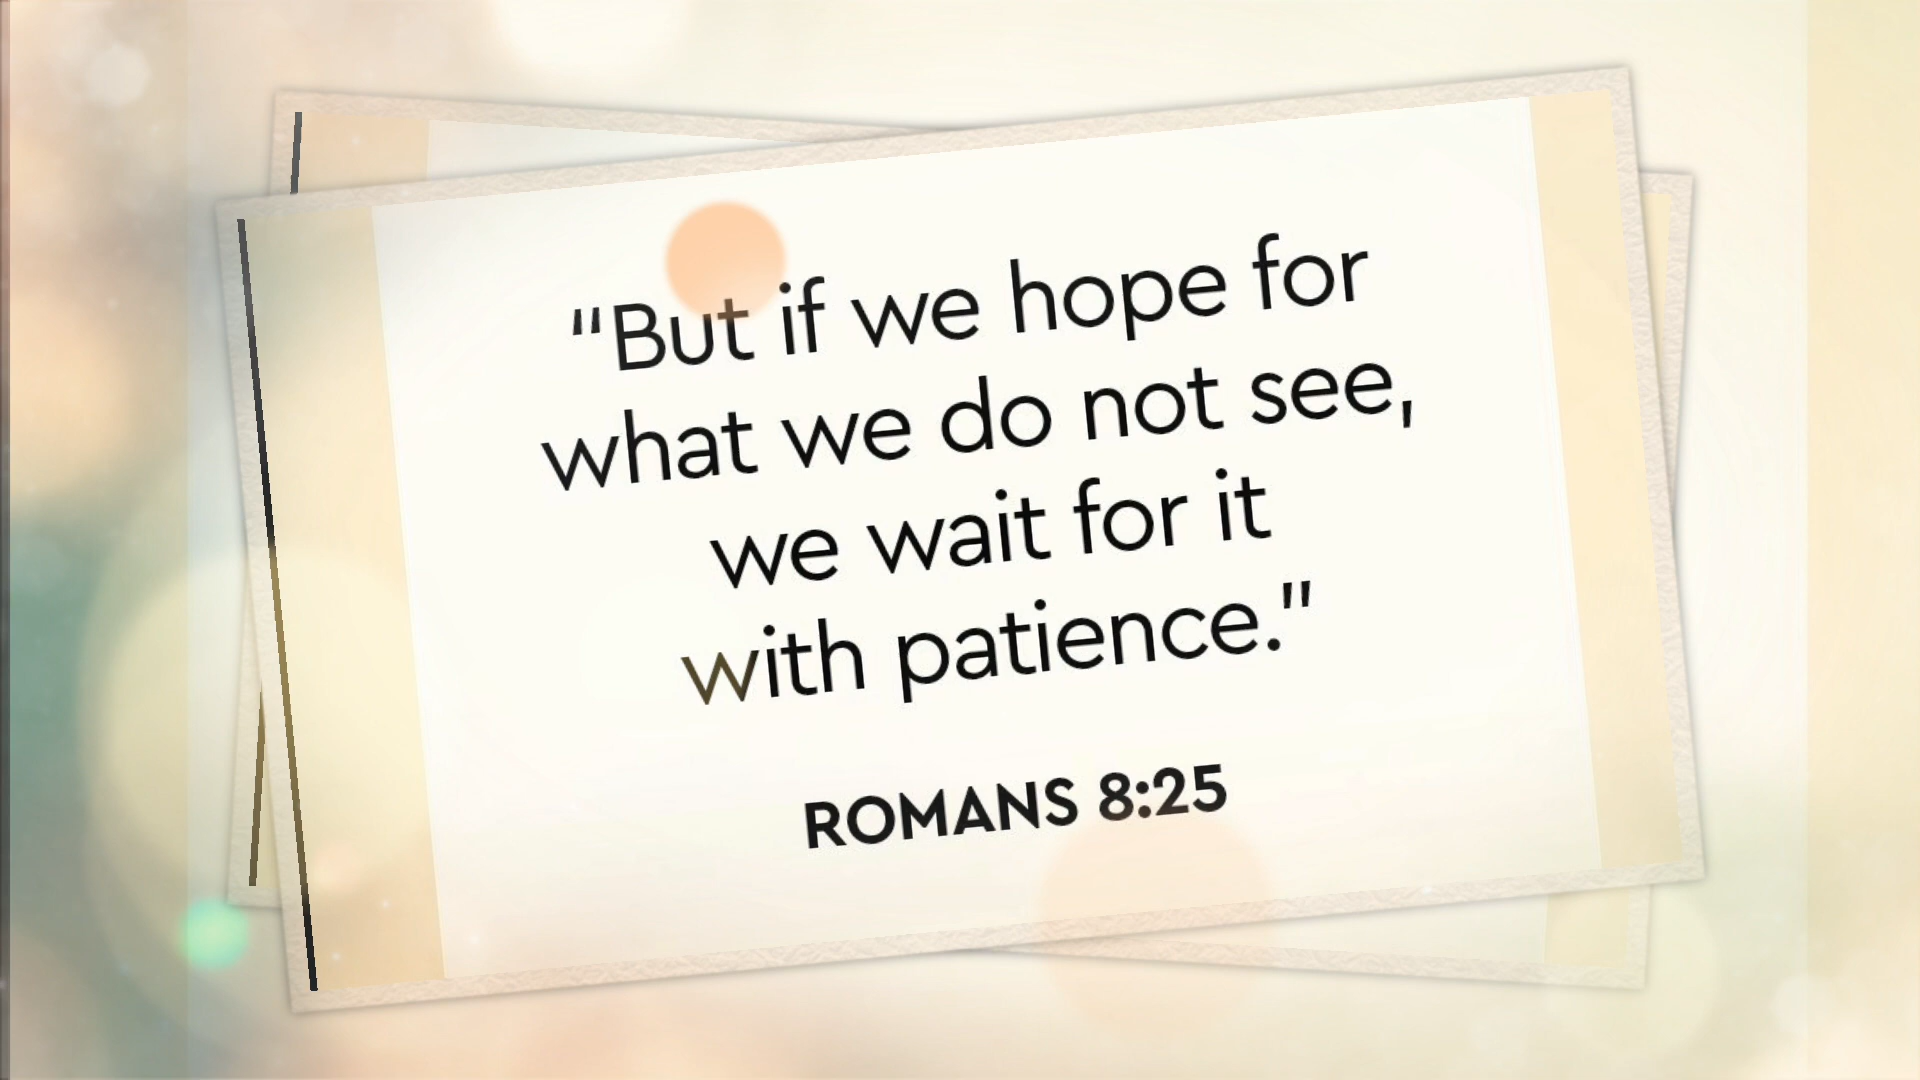 “But if we hope for
what we do not see,
we wait for it
with patience.”
ROMANS 8:25